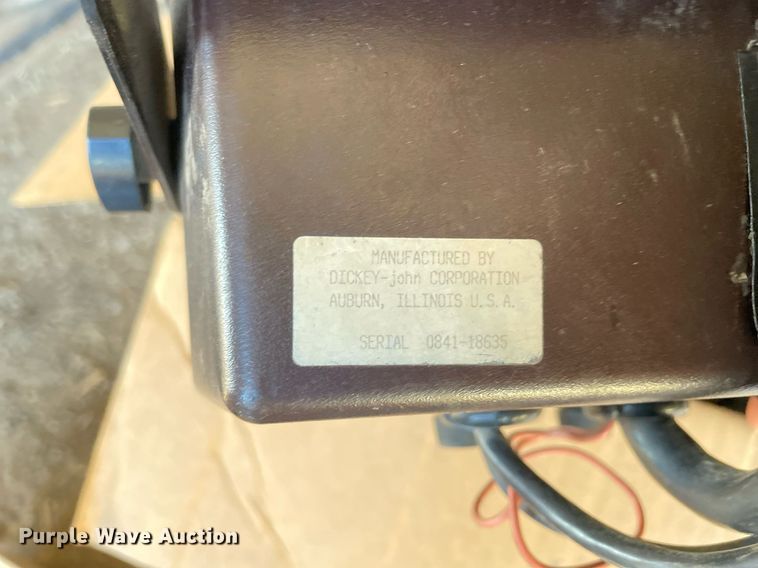 MANUFACTURED BY
DICKEY-john CORPORATION
AUBURN, ILLINOIS U.S.A.
SERIAL 0841-18635
Purple Wave Auction